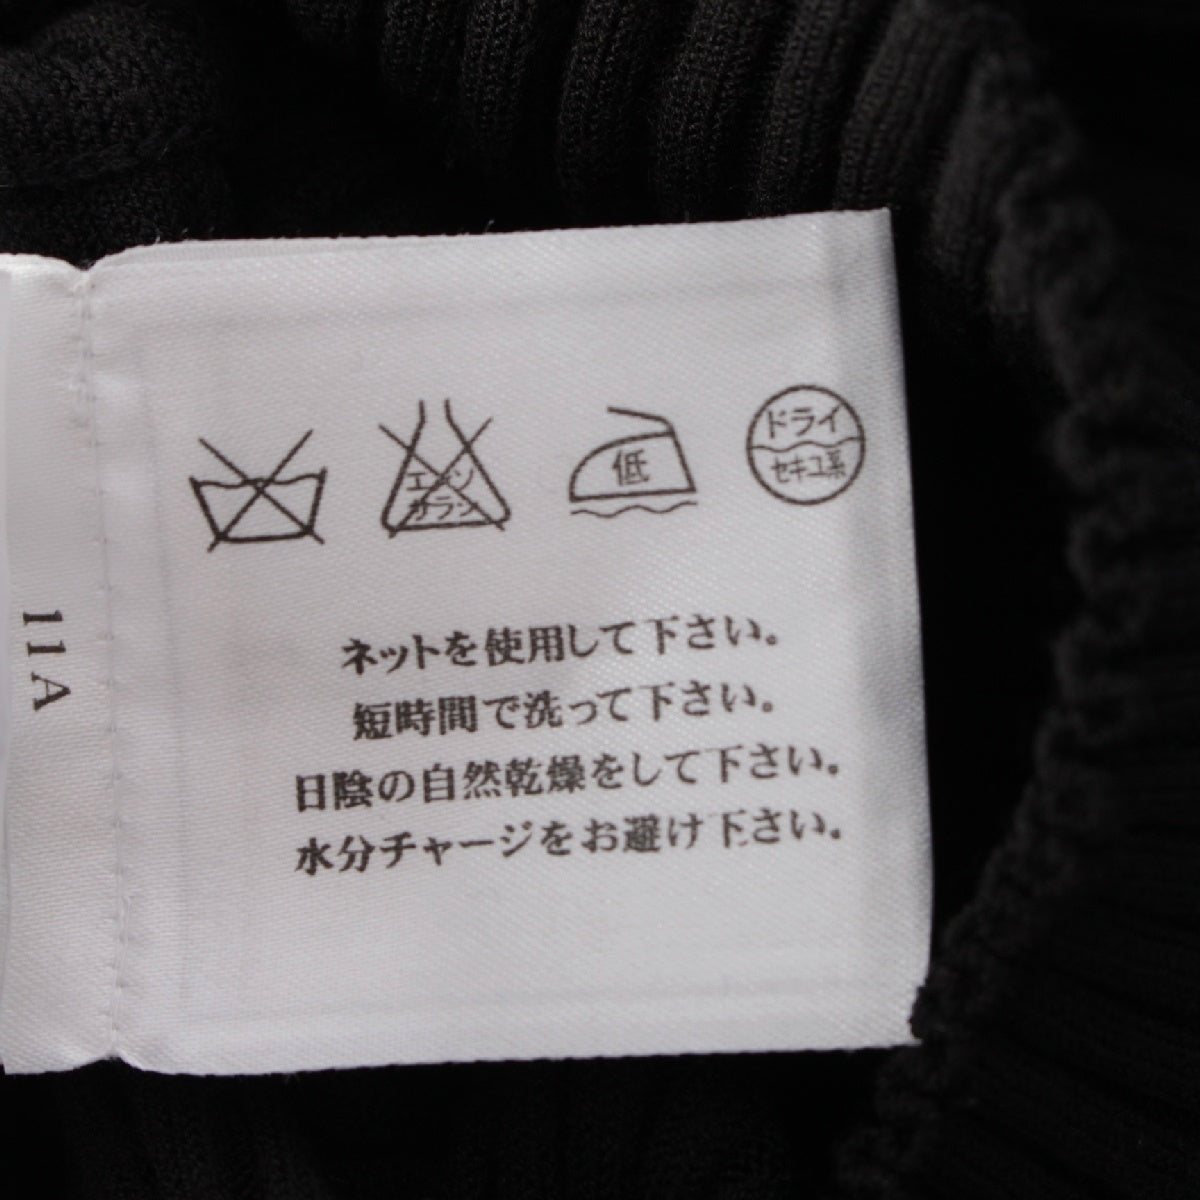 エンソ
サラシ
低
ドライ
セキユ系
ネットを使用して下さい。
短時間で洗って下さい。
日陰の自然乾燥をして下さい。
水分チャージをお避け下さい。
11A